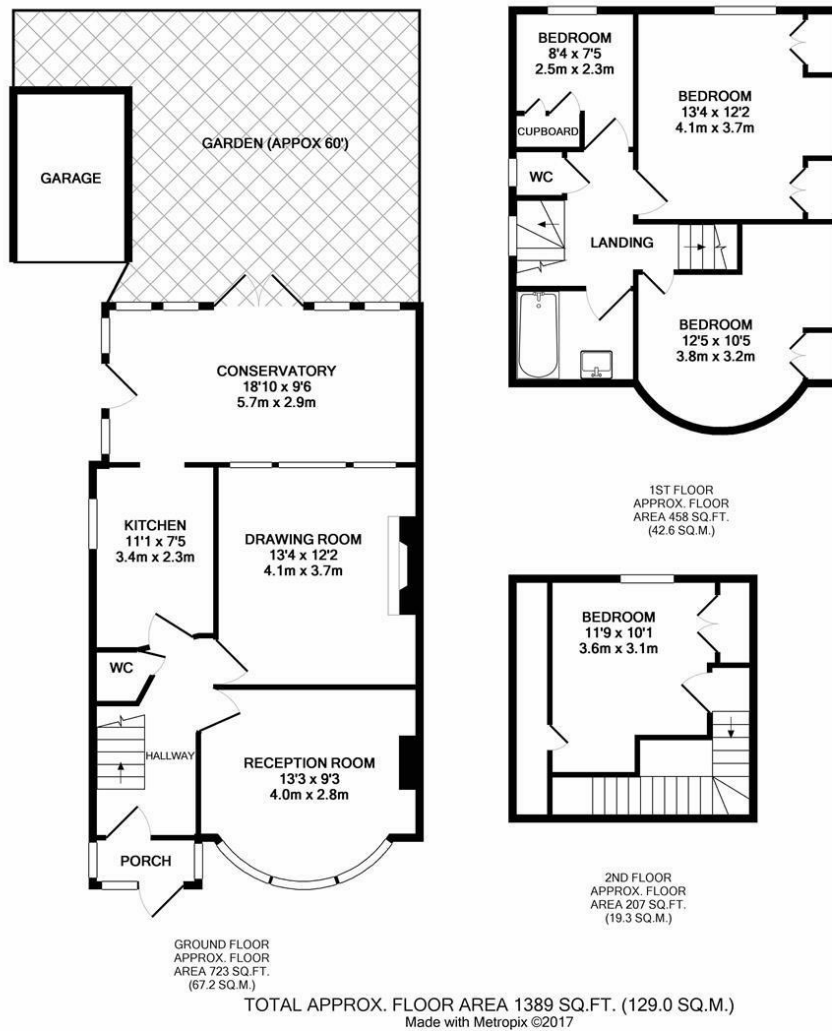 GARDEN (APPOX 60')
GARAGE
CONSERVATORY
18'10 x 9'6
5.7m x 2.9m
KITCHEN
11'1 x 7'5
3.4m x 2.3m
DRAWING ROOM
13'4 x 12'2
4.1m x 3.7m
WC
HALLWAY
RECEPTION ROOM
13'3 x 9'3
4.0m x 2.8m
PORCH
GROUND FLOOR
APPROX. FLOOR
AREA 723 SQ.FT.
(67.2 SQ.M.)
BEDROOM
8'4 x 7'5
2.5m x 2.3m
CUPBOARD
BEDROOM
13'4 x 12'2
4.1m x 3.7m
WC
LANDING
BEDROOM
12'5 x 10'5
3.8m x 3.2m
1ST FLOOR
APPROX. FLOOR
AREA 458 SQ.FT.
(42.6 SQ.M.)
BEDROOM
11'9 x 10'1
3.6m x 3.1m
2ND FLOOR
APPROX. FLOOR
AREA 207 SQ.FT.
(19.3 SQ.M.)
TOTAL APPROX. FLOOR AREA 1389 SQ.FT. (129.0 SQ.M.)
Made with Metropix ©2017